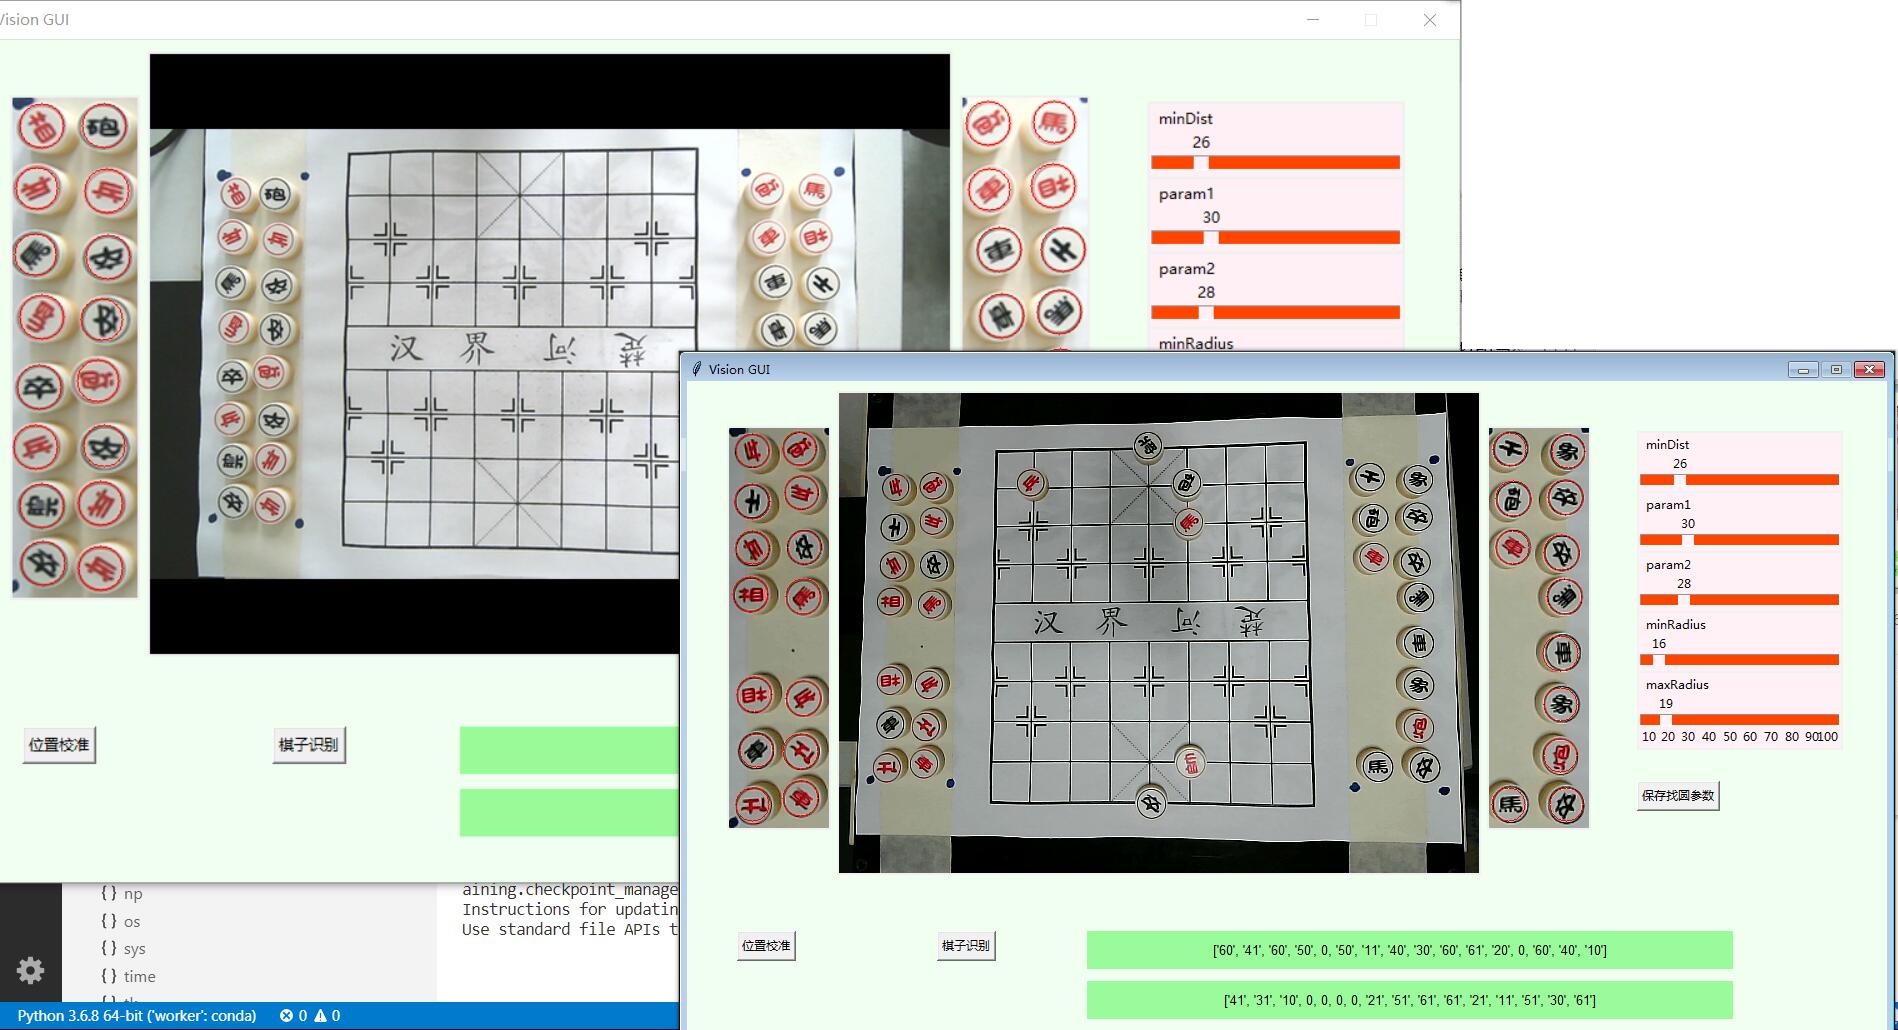 Vision GUI
minDist
26
param1
30
param2
28
minRadius
汉 界 河 楚
位置校准
棋子识别
{} np
{} os
{} sys
{} time
aining.checkpoint_manage
Instructions for updatin
Use standard file APIs t
Python 3.6.8 64-bit ('worker': conda)
0
0
Vision GUI
minDist
26
param1
30
param2
28
minRadius
16
maxRadius
19
10 20 30 40 50 60 70 80 90100
保存找圆参数
汉 界 河 楚
位置校准
棋子识别
['60', '41', '60', '50', 0, '50', '11', '40', '30', '60', '61', '20', 0, '60', '40', '10']
['41', '31', '10', 0, 0, 0, 0, '21', '51', '61', '61', '21', '11', '51', '30', '61']